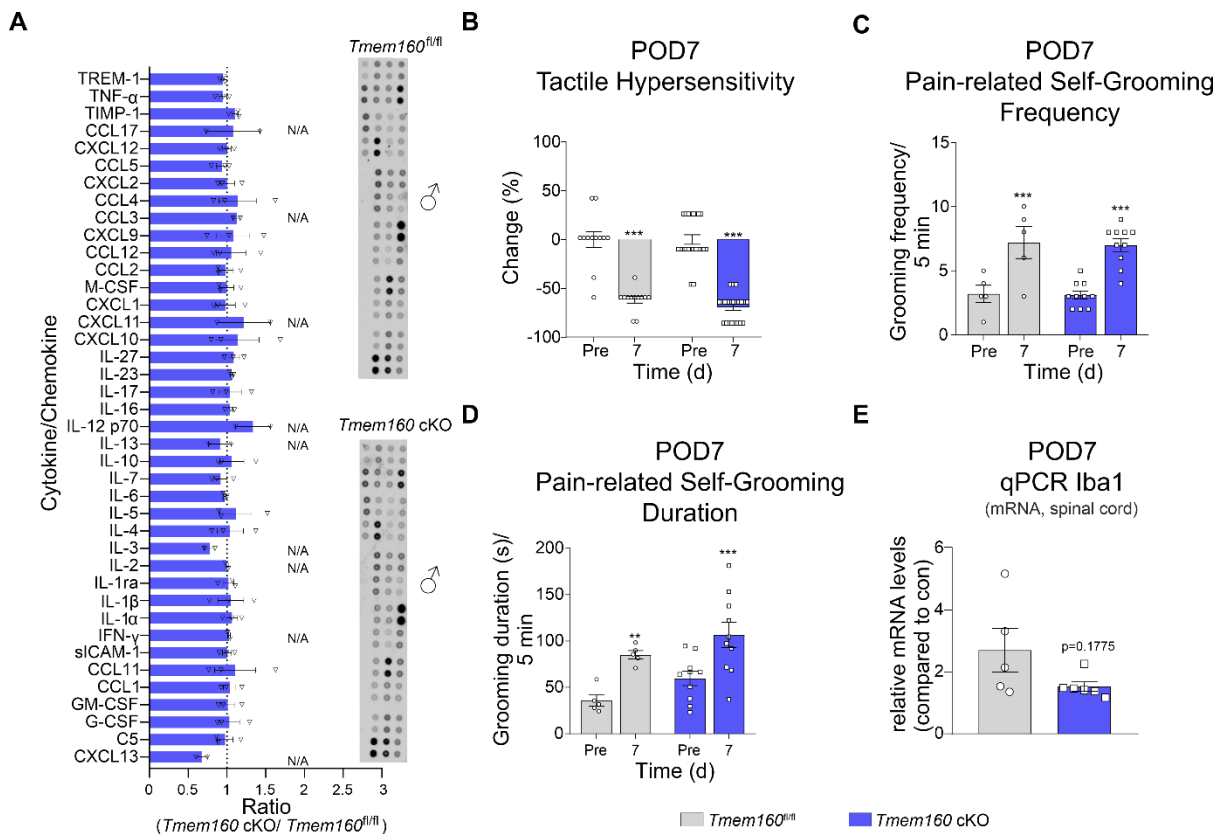 A
Tmem160fl/fl
Cytokine/Chemokine
TREM-1
TNF-α
TIMP-1
CCL17 N/A
CXCL12
CCL5
CXCL2
CCL4
♂
CCL3 N/A
CXCL9
CCL12
CCL2
M-CSF
CXCL1
CXCL11 N/A
CXCL10
IL-27
IL-23
IL-17
IL-16
IL-12 p70 N/A
Tmem160 cKO
IL-13 N/A
IL-10
IL-7
IL-6
IL-5
IL-4
IL-3 N/A
IL-2 N/A
IL-1ra
♂
IL-1β
IL-1α
IFN-γ N/A
sICAM-1
CCL11
CCL1
GM-CSF
G-CSF
C5
CXCL13 N/A
0 0.5 1 1.5 2 2.5 3
Ratio
(Tmem160 cKO/ Tmem160fl/fl)
B
POD7
Tactile Hypersensitivity
Change (%)
100
50
0
-50
-100
*** ***
Pre 7 Pre 7
Time (d)
C
POD7
Pain-related Self-Grooming
Frequency
Grooming frequency/
5 min
15
10
5
0
*** ***
Pre 7 Pre 7
Time (d)
D
POD7
Pain-related Self-Grooming
Duration
Grooming duration (s)/
5 min
200
150
100
50
0
** ***
Pre 7 Pre 7
Time (d)
E
POD7
qPCR Iba1
(mRNA, spinal cord)
relative mRNA levels
(compared to con)
6
4
2
0
p=0.1775
Tmem160fl/fl Tmem160 cKO